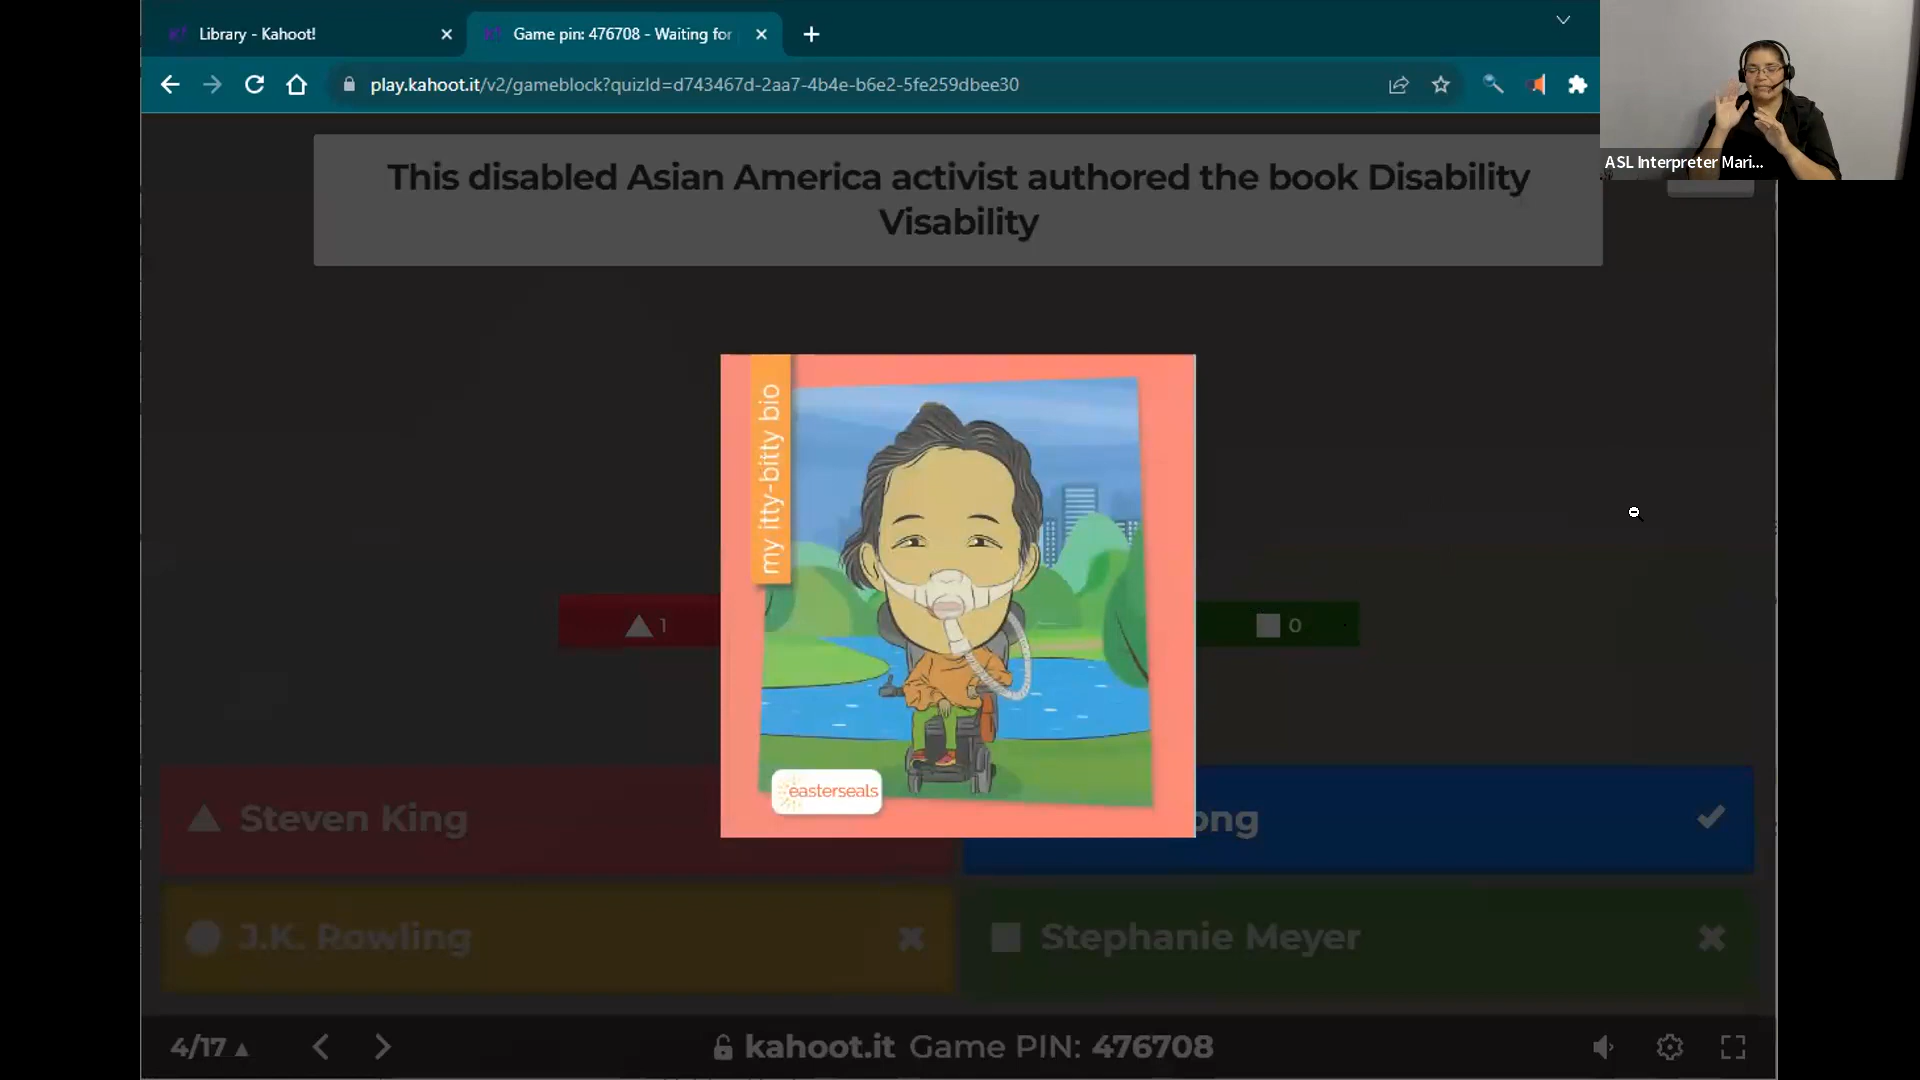 Library - Kahoot!
Game pin: 476708 - Waiting for
play.kahoot.it/v2/gameblock?quizId=d743467d-2aa7-4b4e-b6e2-5fe259dbee30
ASL Interpreter Mari...
This disabled Asian America activist authored the book Disability
Visability
my itty-bitty bio
1
0
easterseals
Steven King
ong
J.K. Rowling
Stephanie Meyer
4/17
kahoot.it Game PIN: 476708